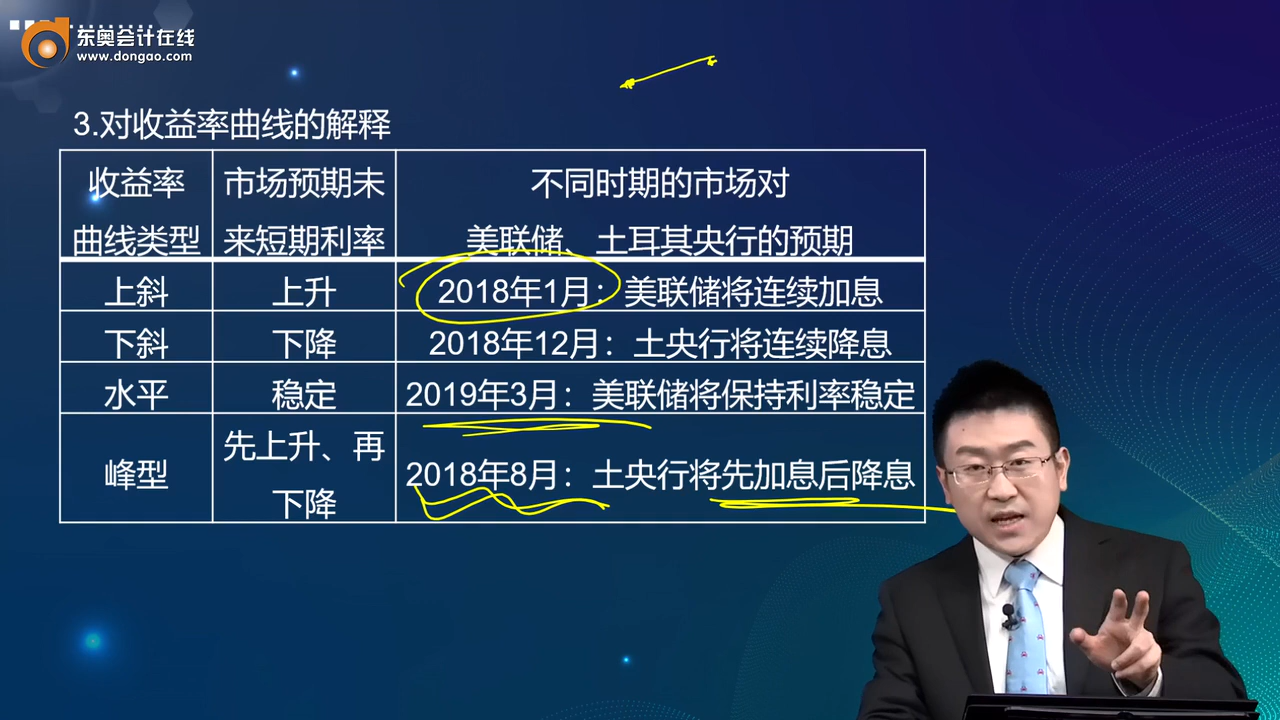 东奥会计在线
www.dongao.com
3.对收益率曲线的解释
收益率
曲线类型
市场预期未
来短期利率
不同时期的市场对
美联储、土耳其央行的预期
上斜
上升
2018年1月：美联储将连续加息
下斜
下降
2018年12月：土央行将连续降息
水平
稳定
2019年3月：美联储将保持利率稳定
峰型
先上升、再
下降
2018年8月：土央行将先加息后降息